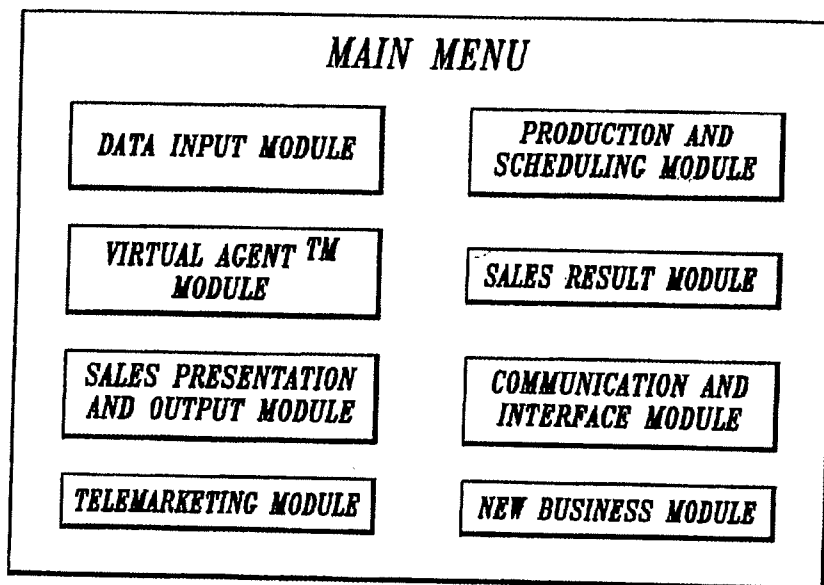 MAIN MENU
DATA INPUT MODULE
PRODUCTION AND
SCHEDULING MODULE
VIRTUAL AGENT TM
MODULE
SALES RESULT MODULE
SALES PRESENTATION
AND OUTPUT MODULE
COMMUNICATION AND
INTERFACE MODULE
TELEMARKETING MODULE
NEW BUSINESS MODULE